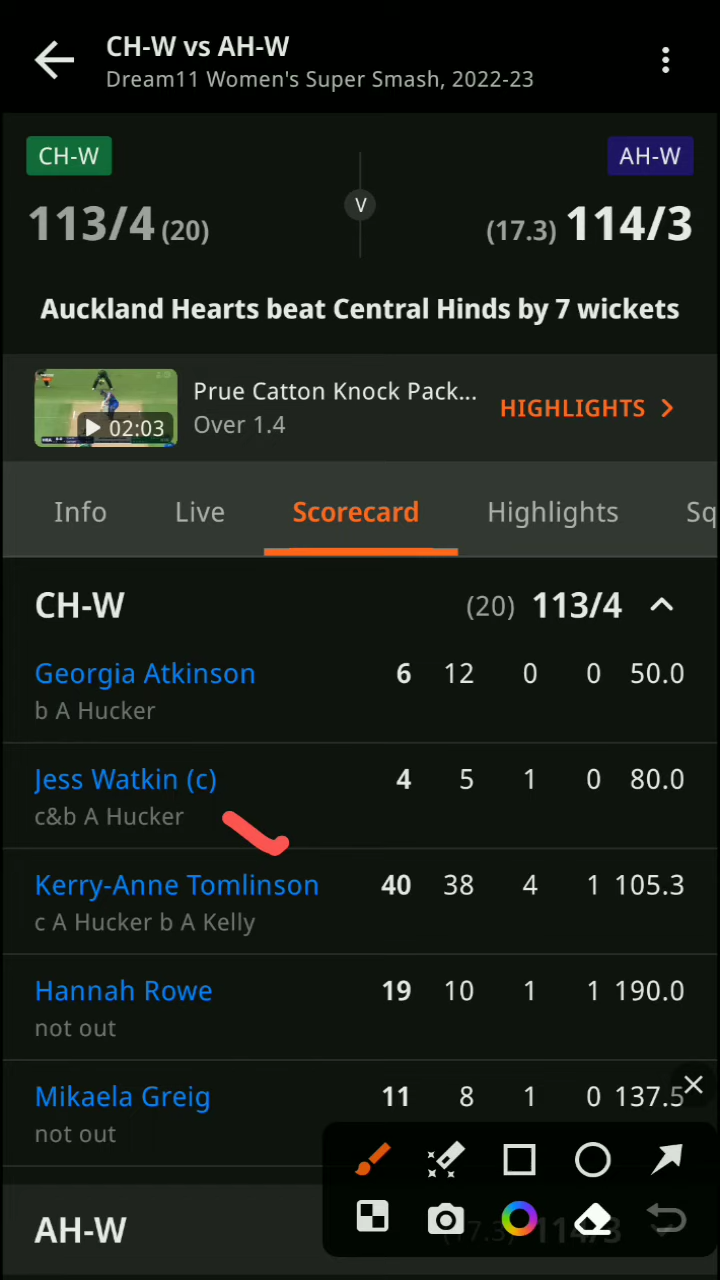 CH-W vs AH-W
Dream11 Women's Super Smash, 2022-23
CH-W
AH-W
113/4 (20)
V
(17.3) 114/3
Auckland Hearts beat Central Hinds by 7 wickets
Prue Catton Knock Pack...
Over 1.4
02:03
HIGHLIGHTS
Info Live Scorecard Highlights Sq
CH-W (20) 113/4
Georgia Atkinson 6 12 0 0 50.0
b A Hucker
Jess Watkin (c) 4 5 1 0 80.0
c&b A Hucker
Kerry-Anne Tomlinson 40 38 4 1 105.3
c A Hucker b A Kelly
Hannah Rowe 19 10 1 1 190.0
not out
Mikaela Greig 11 8 1 0 137.5
not out
AH-W (17.3) 114/3